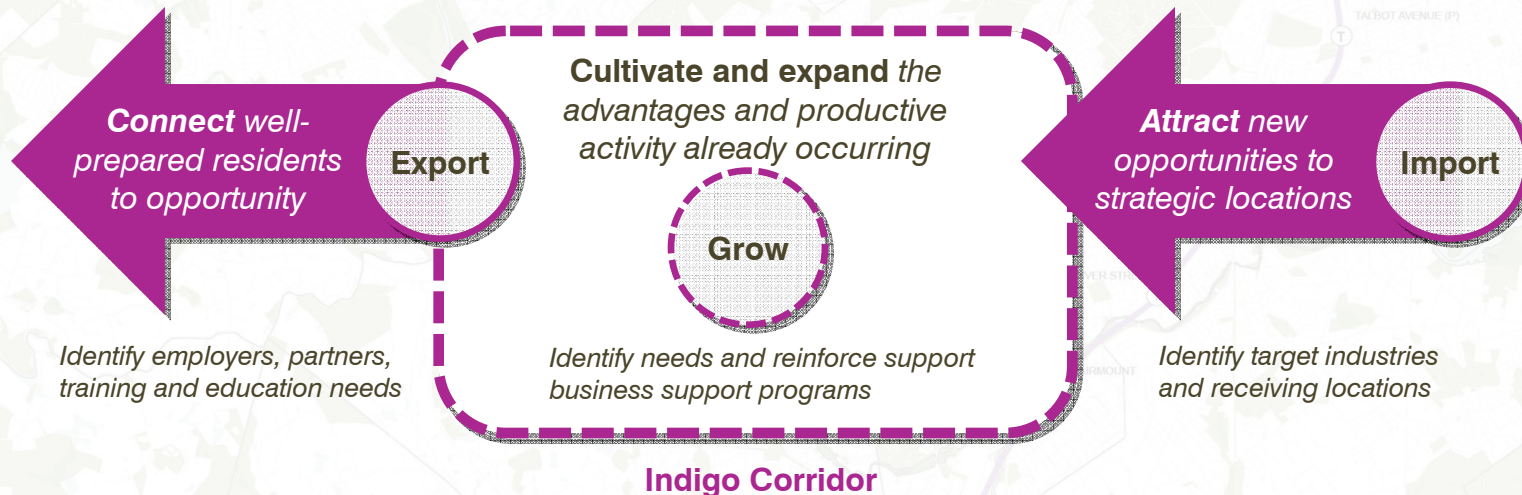 TALBOT AVENUE (P)
T
Connect well-
prepared residents
to opportunity
Export
Cultivate and expand the
advantages and productive
activity already occurring
Grow
Attract new
opportunities to
strategic locations
Import
Identify employers, partners,
training and education needs
Identify needs and reinforce support
business support programs
Identify target industries
and receiving locations
Indigo Corridor